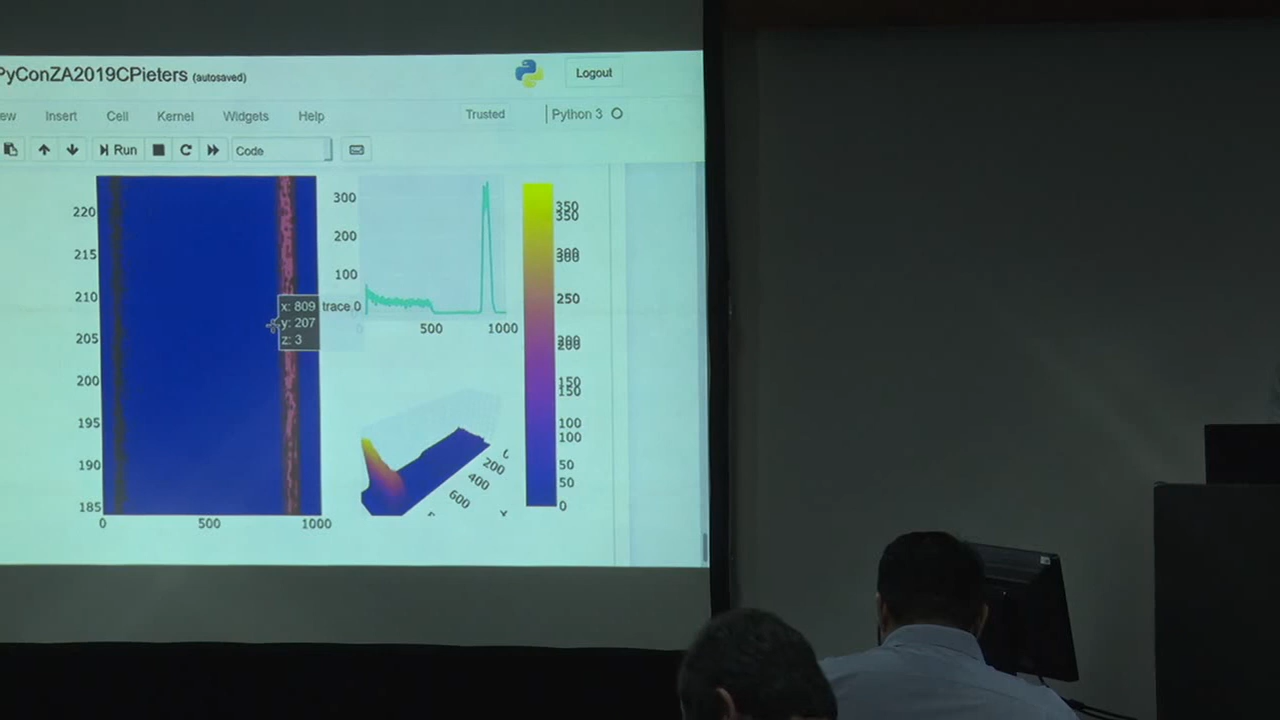 PyConZA2019CPieters (autosaved)
Logout
ew Insert Cell Kernel Widgets Help
Trusted Python 3
Run Code
220
215
210
205
200
195
190
185
0 500 1000
x: 809 trace 0
y: 207
z: 3
300
200
100
0 500 1000
0
200
400
600
350
350
300
300
250
200
200
150
150
100
100
50
50
0